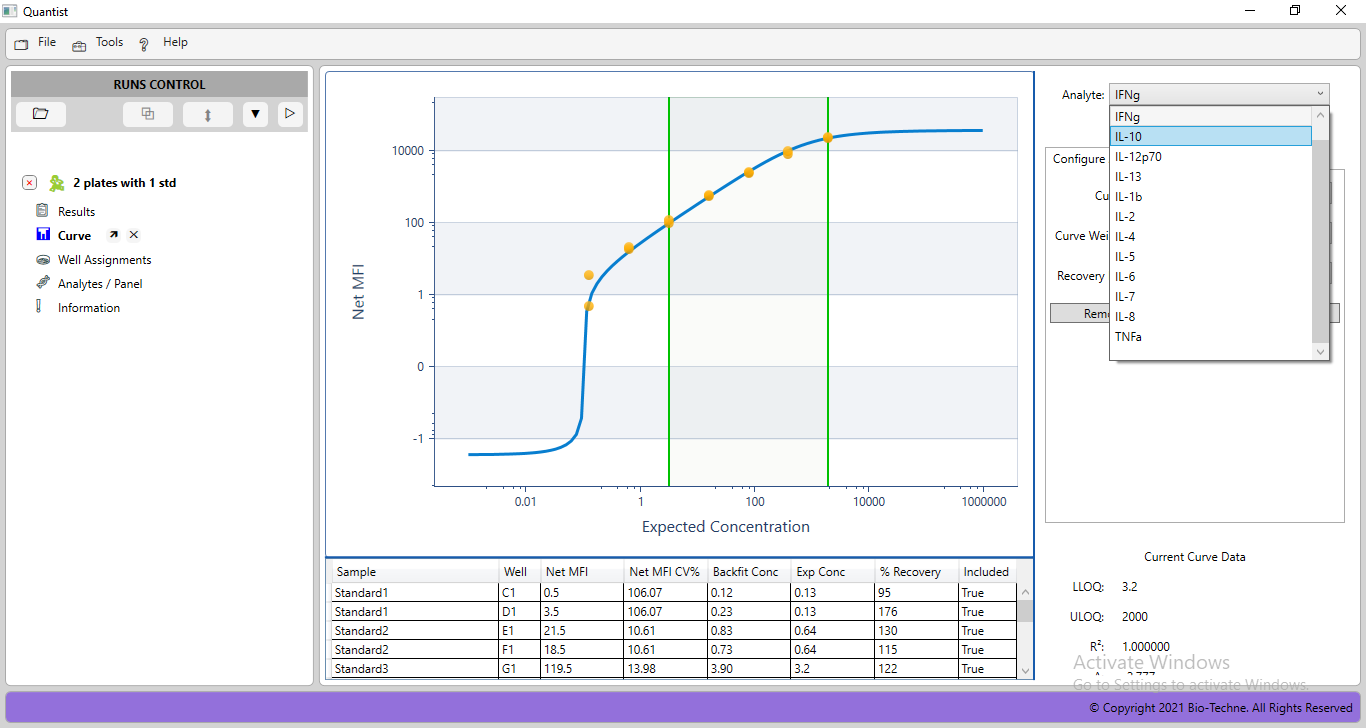 Quantist
File Tools ? Help
RUNS CONTROL
2 plates with 1 std
Results
Curve
Well Assignments
Analytes / Panel
Information
10000
100
1
0
-1
Net MFI
0.01 1 100 10000 1000000
Expected Concentration
Sample Well Net MFI Net MFI CV% Backfit Conc Exp Conc % Recovery Included
Standard1 C1 0.5 106.07 0.12 0.13 95 True
Standard1 D1 3.5 106.07 0.23 0.13 176 True
Standard2 E1 21.5 10.61 0.83 0.64 130 True
Standard2 F1 18.5 10.61 0.73 0.64 115 True
Standard3 G1 119.5 13.98 3.90 3.2 122 True
Analyte: IFNg
IFNg
IL-10
IL-12p70
IL-13
IL-1b
IL-2
IL-4
IL-5
IL-6
IL-7
IL-8
TNFa
Configure
Cu
Curve Wei
Recovery
Rem
Current Curve Data
LLOQ: 3.2
ULOQ: 2000
R²: 1.000000
Activate Windows
Go to Settings to activate Windows.
© Copyright 2021 Bio-Techne. All Rights Reserved